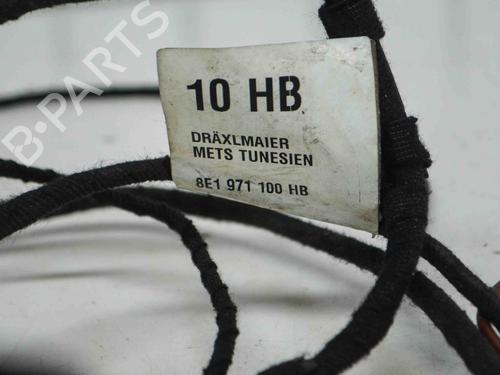 B-PARTS
10 HB
DRÄXLMAIER
METS TUNESIEN
8E1 971 100 HB